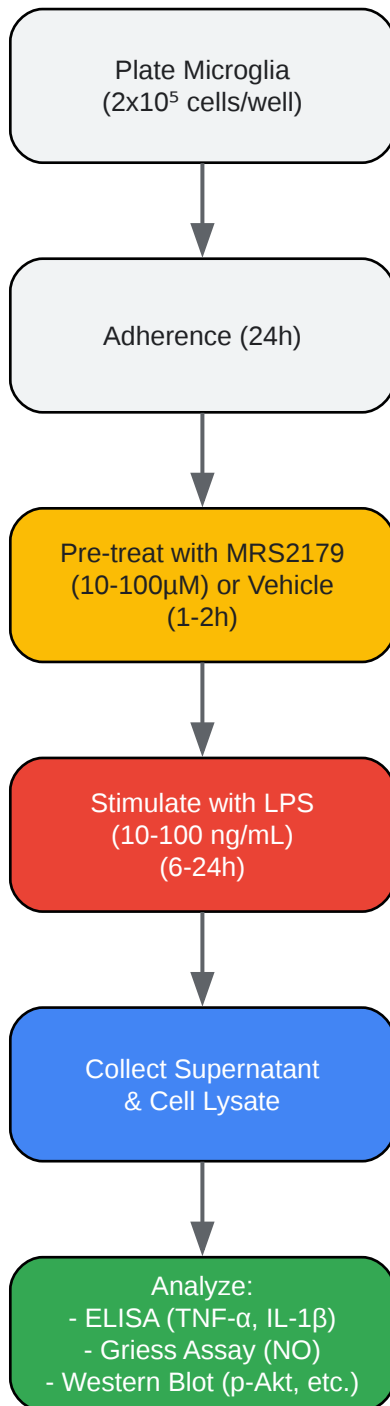 Plate Microglia
(2x10⁵ cells/well)
Adherence (24h)
Pre-treat with MRS2179
(10-100μM) or Vehicle
(1-2h)
Stimulate with LPS
(10-100 ng/mL)
(6-24h)
Collect Supernatant
& Cell Lysate
Analyze:
- ELISA (TNF-α, IL-1β)
- Griess Assay (NO)
- Western Blot (p-Akt, etc.)